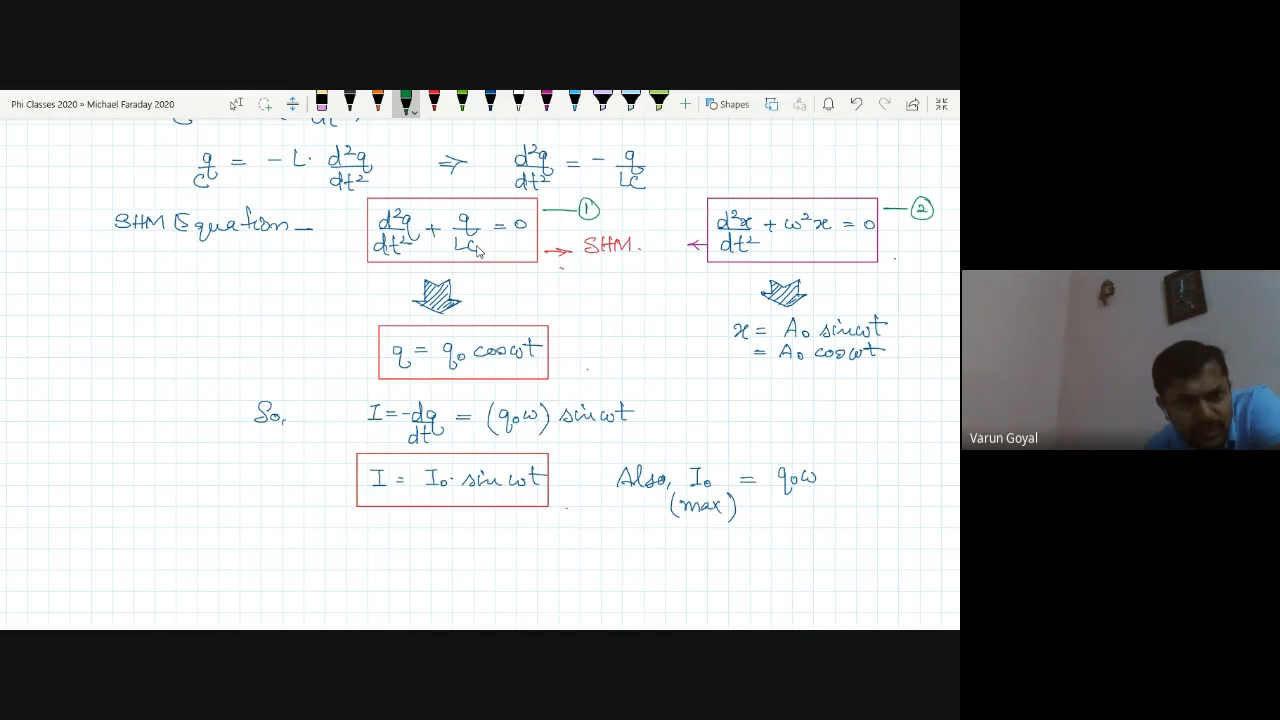 Phi Classes 2020 » Michael Faraday 2020
Shapes
q/C = - L· d²q/dt² ⇒ d²q/dt² = - q/LC
SHM Equation - d²q/dt² + q/LC = 0 — ① → SHM. ← d²x/dt² + ω²x = 0 — ②
x = A₀ sinωt
= A₀ cosωt
q = q₀ cosωt
So, I = -dq/dt = (q₀ω) sinωt
I = I₀· sinωt Also, I₀ = q₀ω
(max)
Varun Goyal